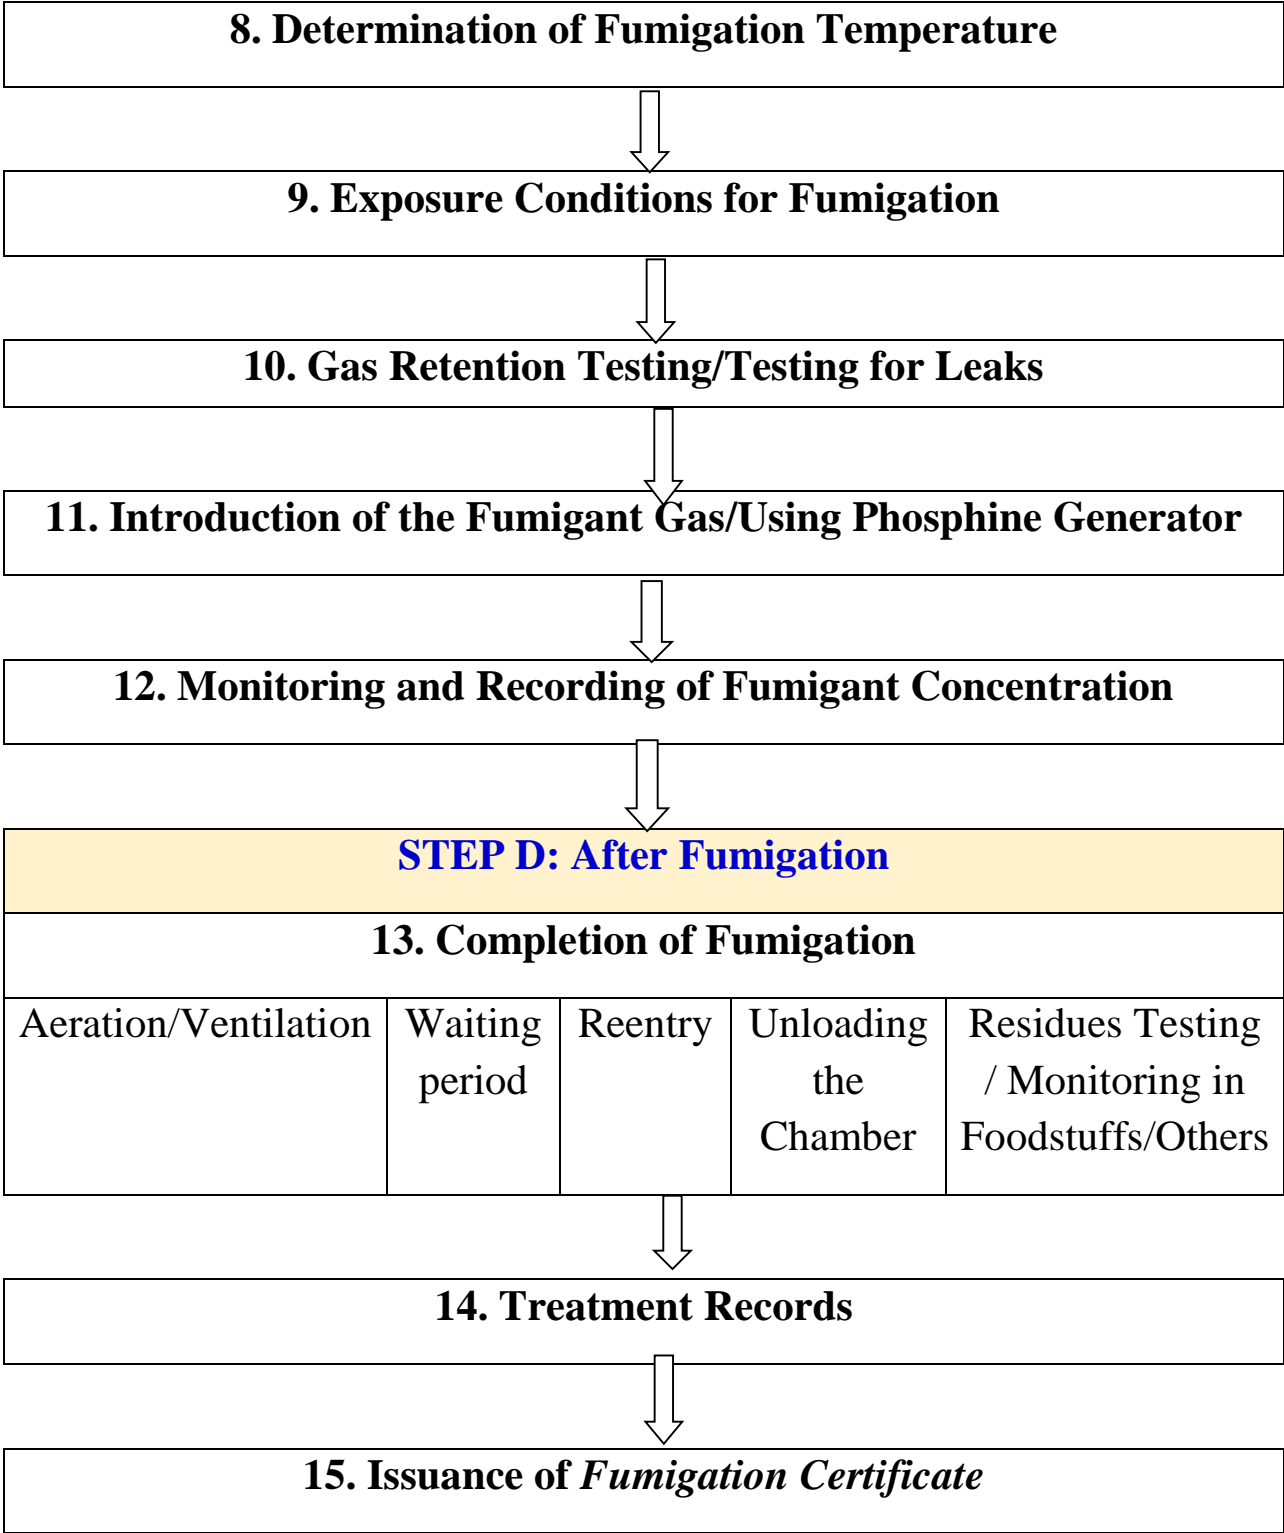 8. Determination of Fumigation Temperature
9. Exposure Conditions for Fumigation
10. Gas Retention Testing/Testing for Leaks
11. Introduction of the Fumigant Gas/Using Phosphine Generator
12. Monitoring and Recording of Fumigant Concentration
STEP D: After Fumigation
13. Completion of Fumigation
Aeration/Ventilation
Waiting
period
Reentry
Unloading
the
Chamber
Residues Testing
/ Monitoring in
Foodstuffs/Others
14. Treatment Records
15. Issuance of Fumigation Certificate